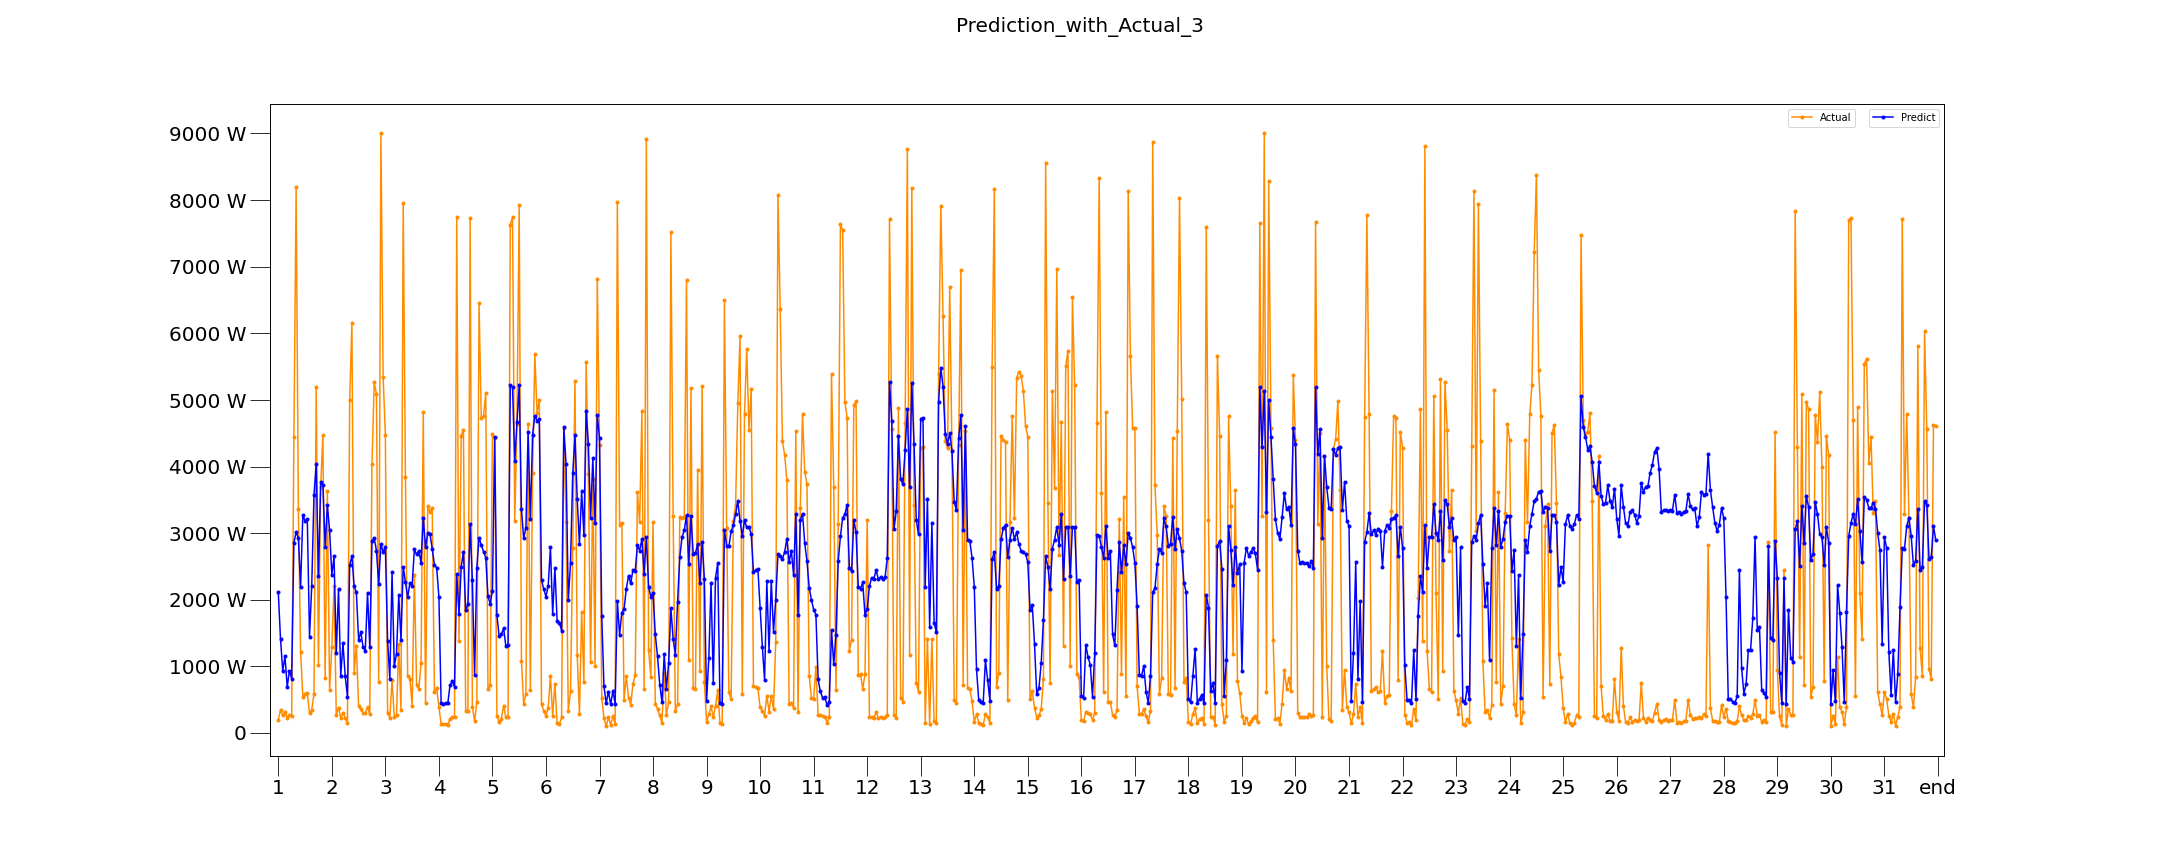 Prediction_with_Actual_3
Actual Predict
9000 W
8000 W
7000 W
6000 W
5000 W
4000 W
3000 W
2000 W
1000 W
0
1 2 3 4 5 6 7 8 9 10 11 12 13 14 15 16 17 18 19 20 21 22 23 24 25 26 27 28 29 30 31 end